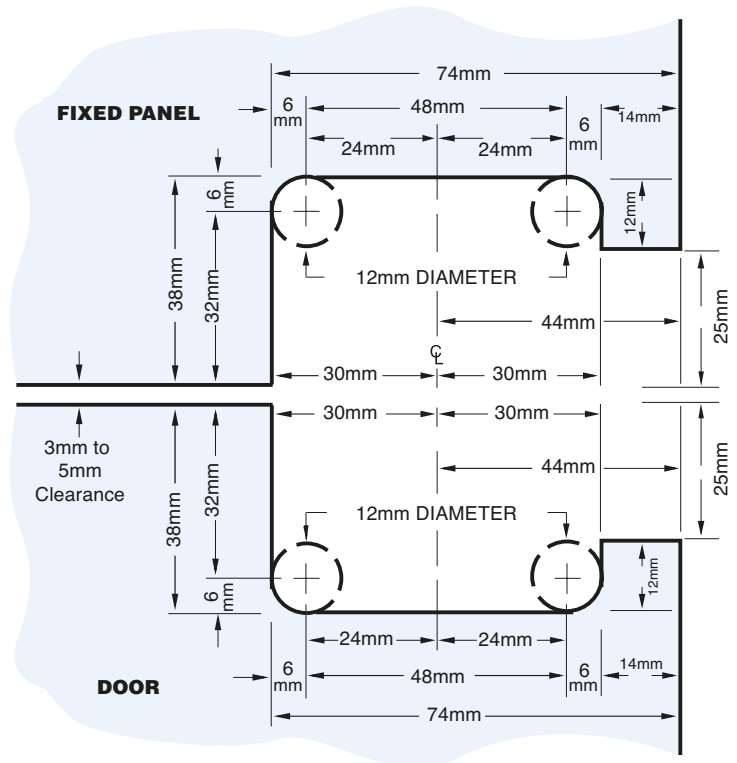 74mm
FIXED PANEL
6
mm
48mm
6
mm
14mm
24mm
24mm
6
mm
12mm
38mm
32mm
12mm DIAMETER
44mm
25mm
℄
30mm
30mm
30mm
30mm
3mm to
5mm
Clearance
44mm
25mm
38mm
32mm
12mm DIAMETER
12mm
6
mm
24mm
24mm
DOOR
6
mm
48mm
6
mm
14mm
74mm